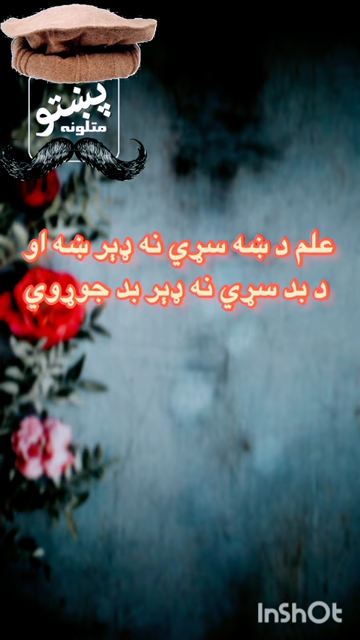 پښتو
متلونه
علم د ښه سړي نه ډېر ښه او
د بد سړي نه ډېر بد جوړوي
InShOt